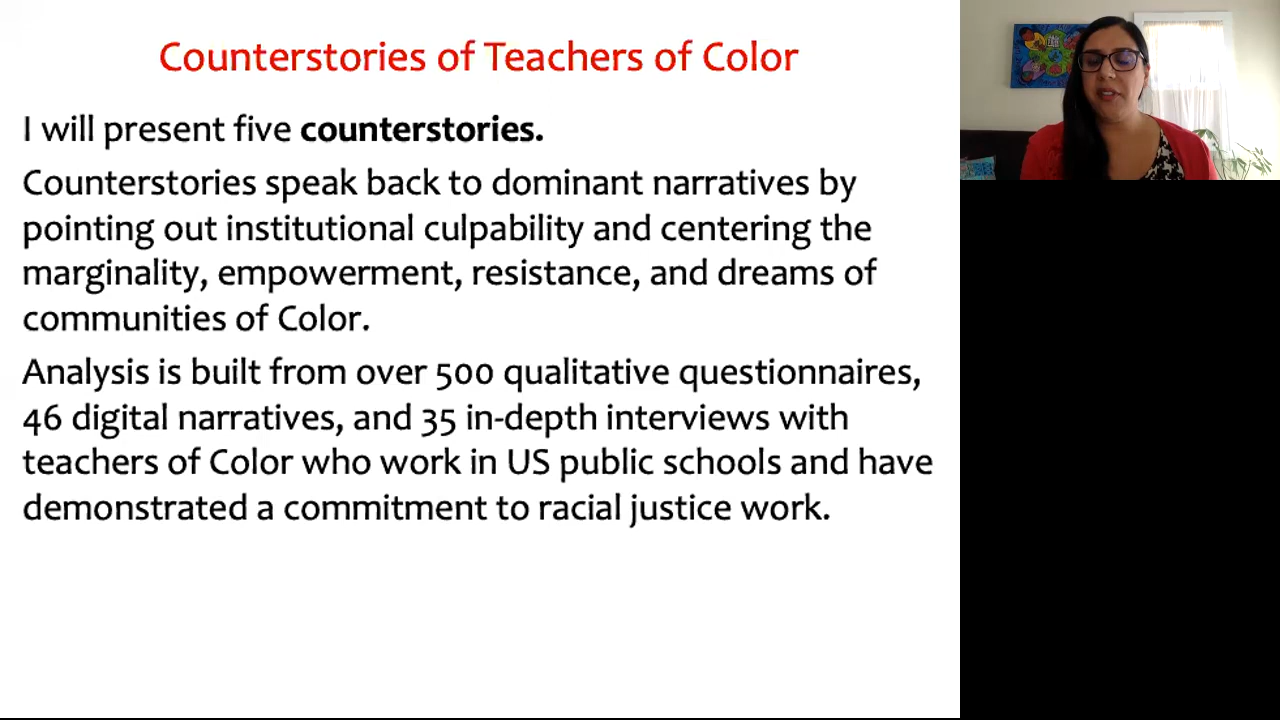 Counterstories of Teachers of Color
I will present five counterstories.
Counterstories speak back to dominant narratives by
pointing out institutional culpability and centering the
marginality, empowerment, resistance, and dreams of
communities of Color.
Analysis is built from over 500 qualitative questionnaires,
46 digital narratives, and 35 in-depth interviews with
teachers of Color who work in US public schools and have
demonstrated a commitment to racial justice work.